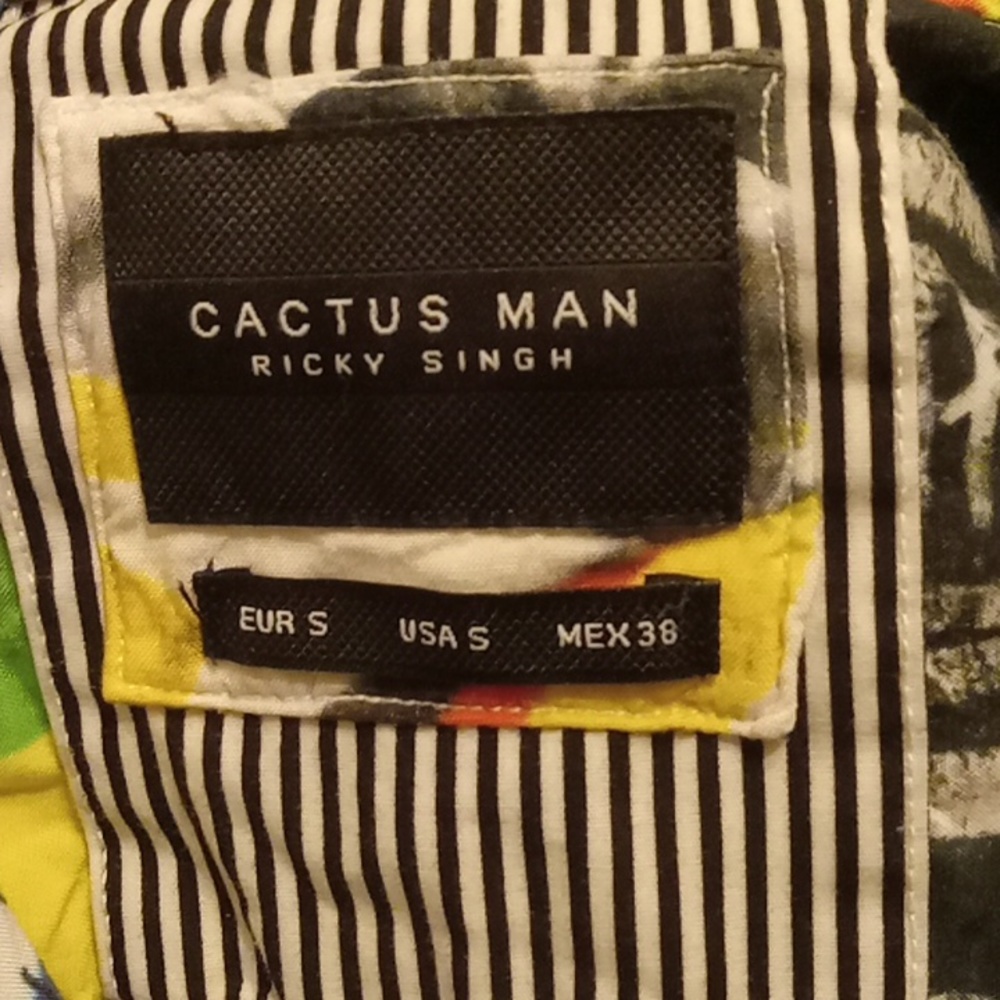 CACTUS MAN
RICKY SINGH
EUR S USA S MEX 38